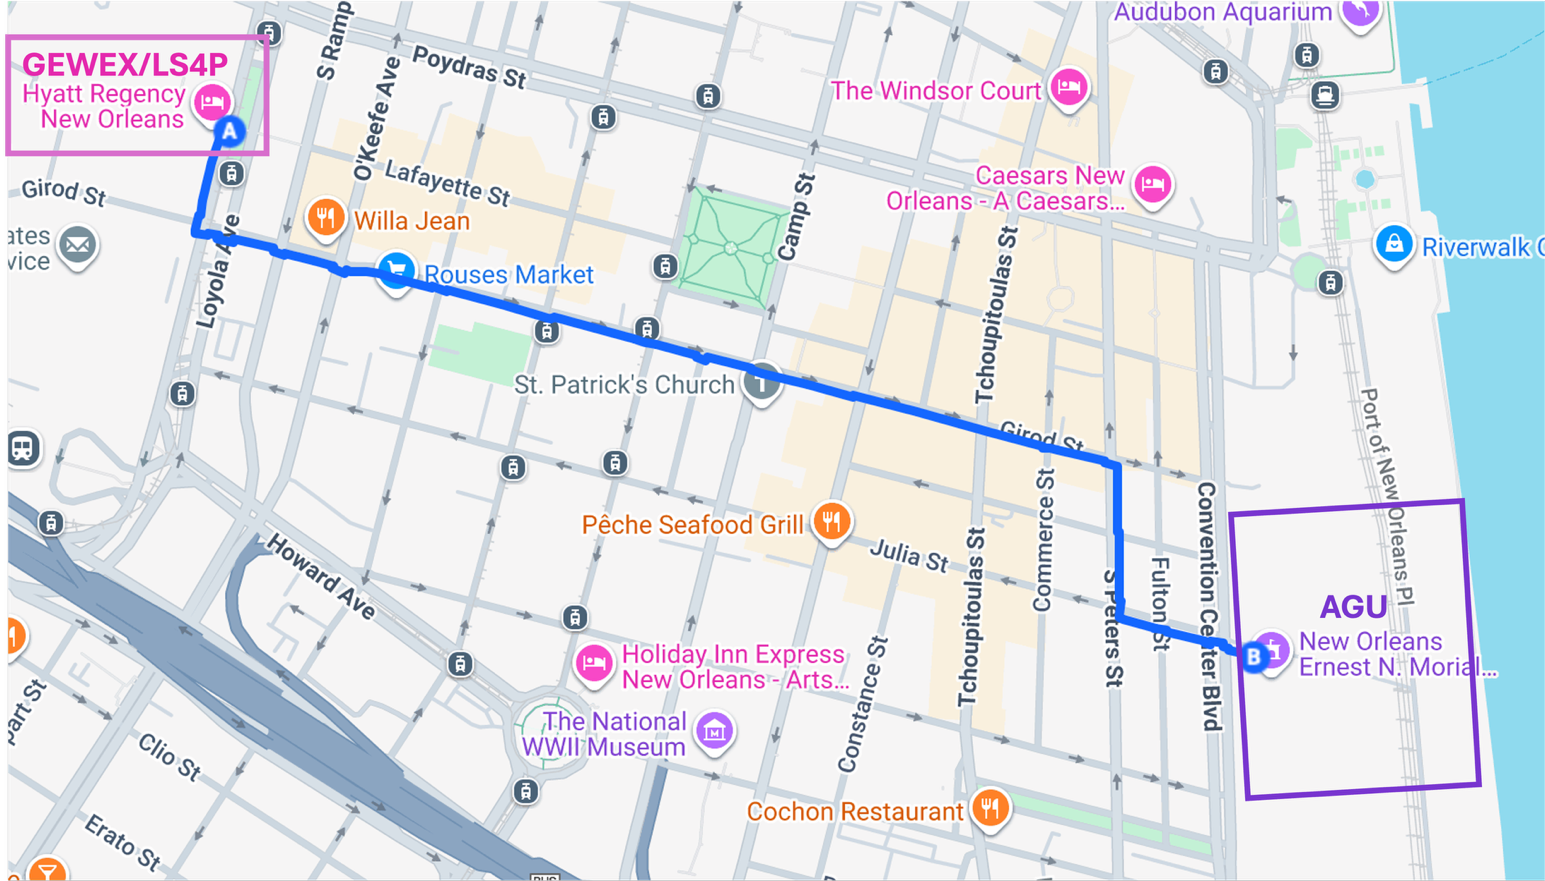 Audubon Aquarium
GEWEX/LS4P
Hyatt Regency
New Orleans
S Ramp
O'Keefe Ave
Poydras St
The Windsor Court
Caesars New
Orleans - A Caesars...
Girod St
Lafayette St
Willa Jean
Camp St
ates
vice
Loyola Ave
Rouses Market
Tchoupitoulas St
Riverwalk
St. Patrick's Church
Girod St
Port of New Orleans Pl
Pêche Seafood Grill
Julia St
Commerce St
Convention Center Blvd
Howard Ave
Tchoupitoulas St
S Peters St
Fulton St
AGU
New Orleans
Ernest N. Morial...
A
B
Holiday Inn Express
New Orleans - Arts...
Constance St
The National
WWII Museum
part St
Clio St
Cochon Restaurant
Erato St